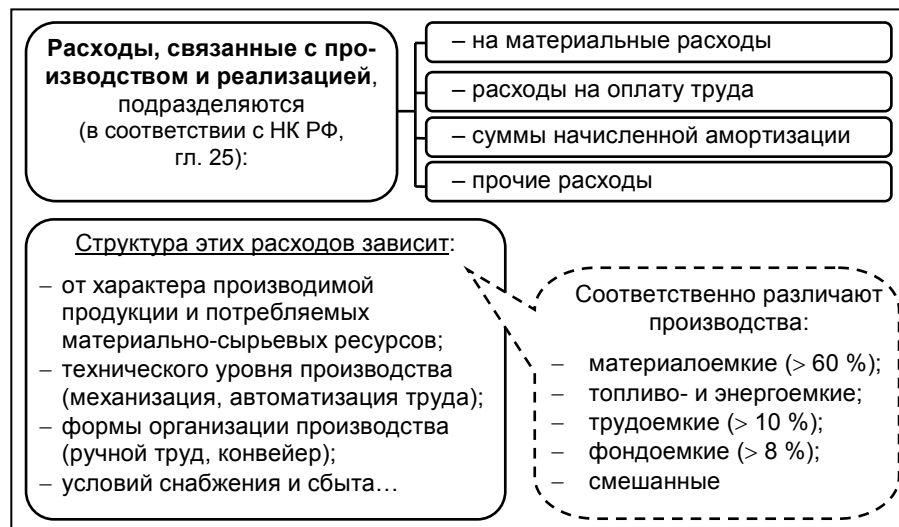 Расходы, связанные с про-
изводством и реализацией,
подразделяются
(в соответствии с НК РФ,
гл. 25):
– на материальные расходы
– расходы на оплату труда
– суммы начисленной амортизации
– прочие расходы
Структура этих расходов зависит:
– от характера производимой
продукции и потребляемых
материально-сырьевых ресурсов;
– технического уровня производства
(механизация, автоматизация труда);
– формы организации производства
(ручной труд, конвейер);
– условий снабжения и сбыта…
Соответственно различают
производства:
– материалоемкие (> 60 %);
– топливо- и энергоемкие;
– трудоемкие (> 10 %);
– фондоемкие (> 8 %);
– смешанные